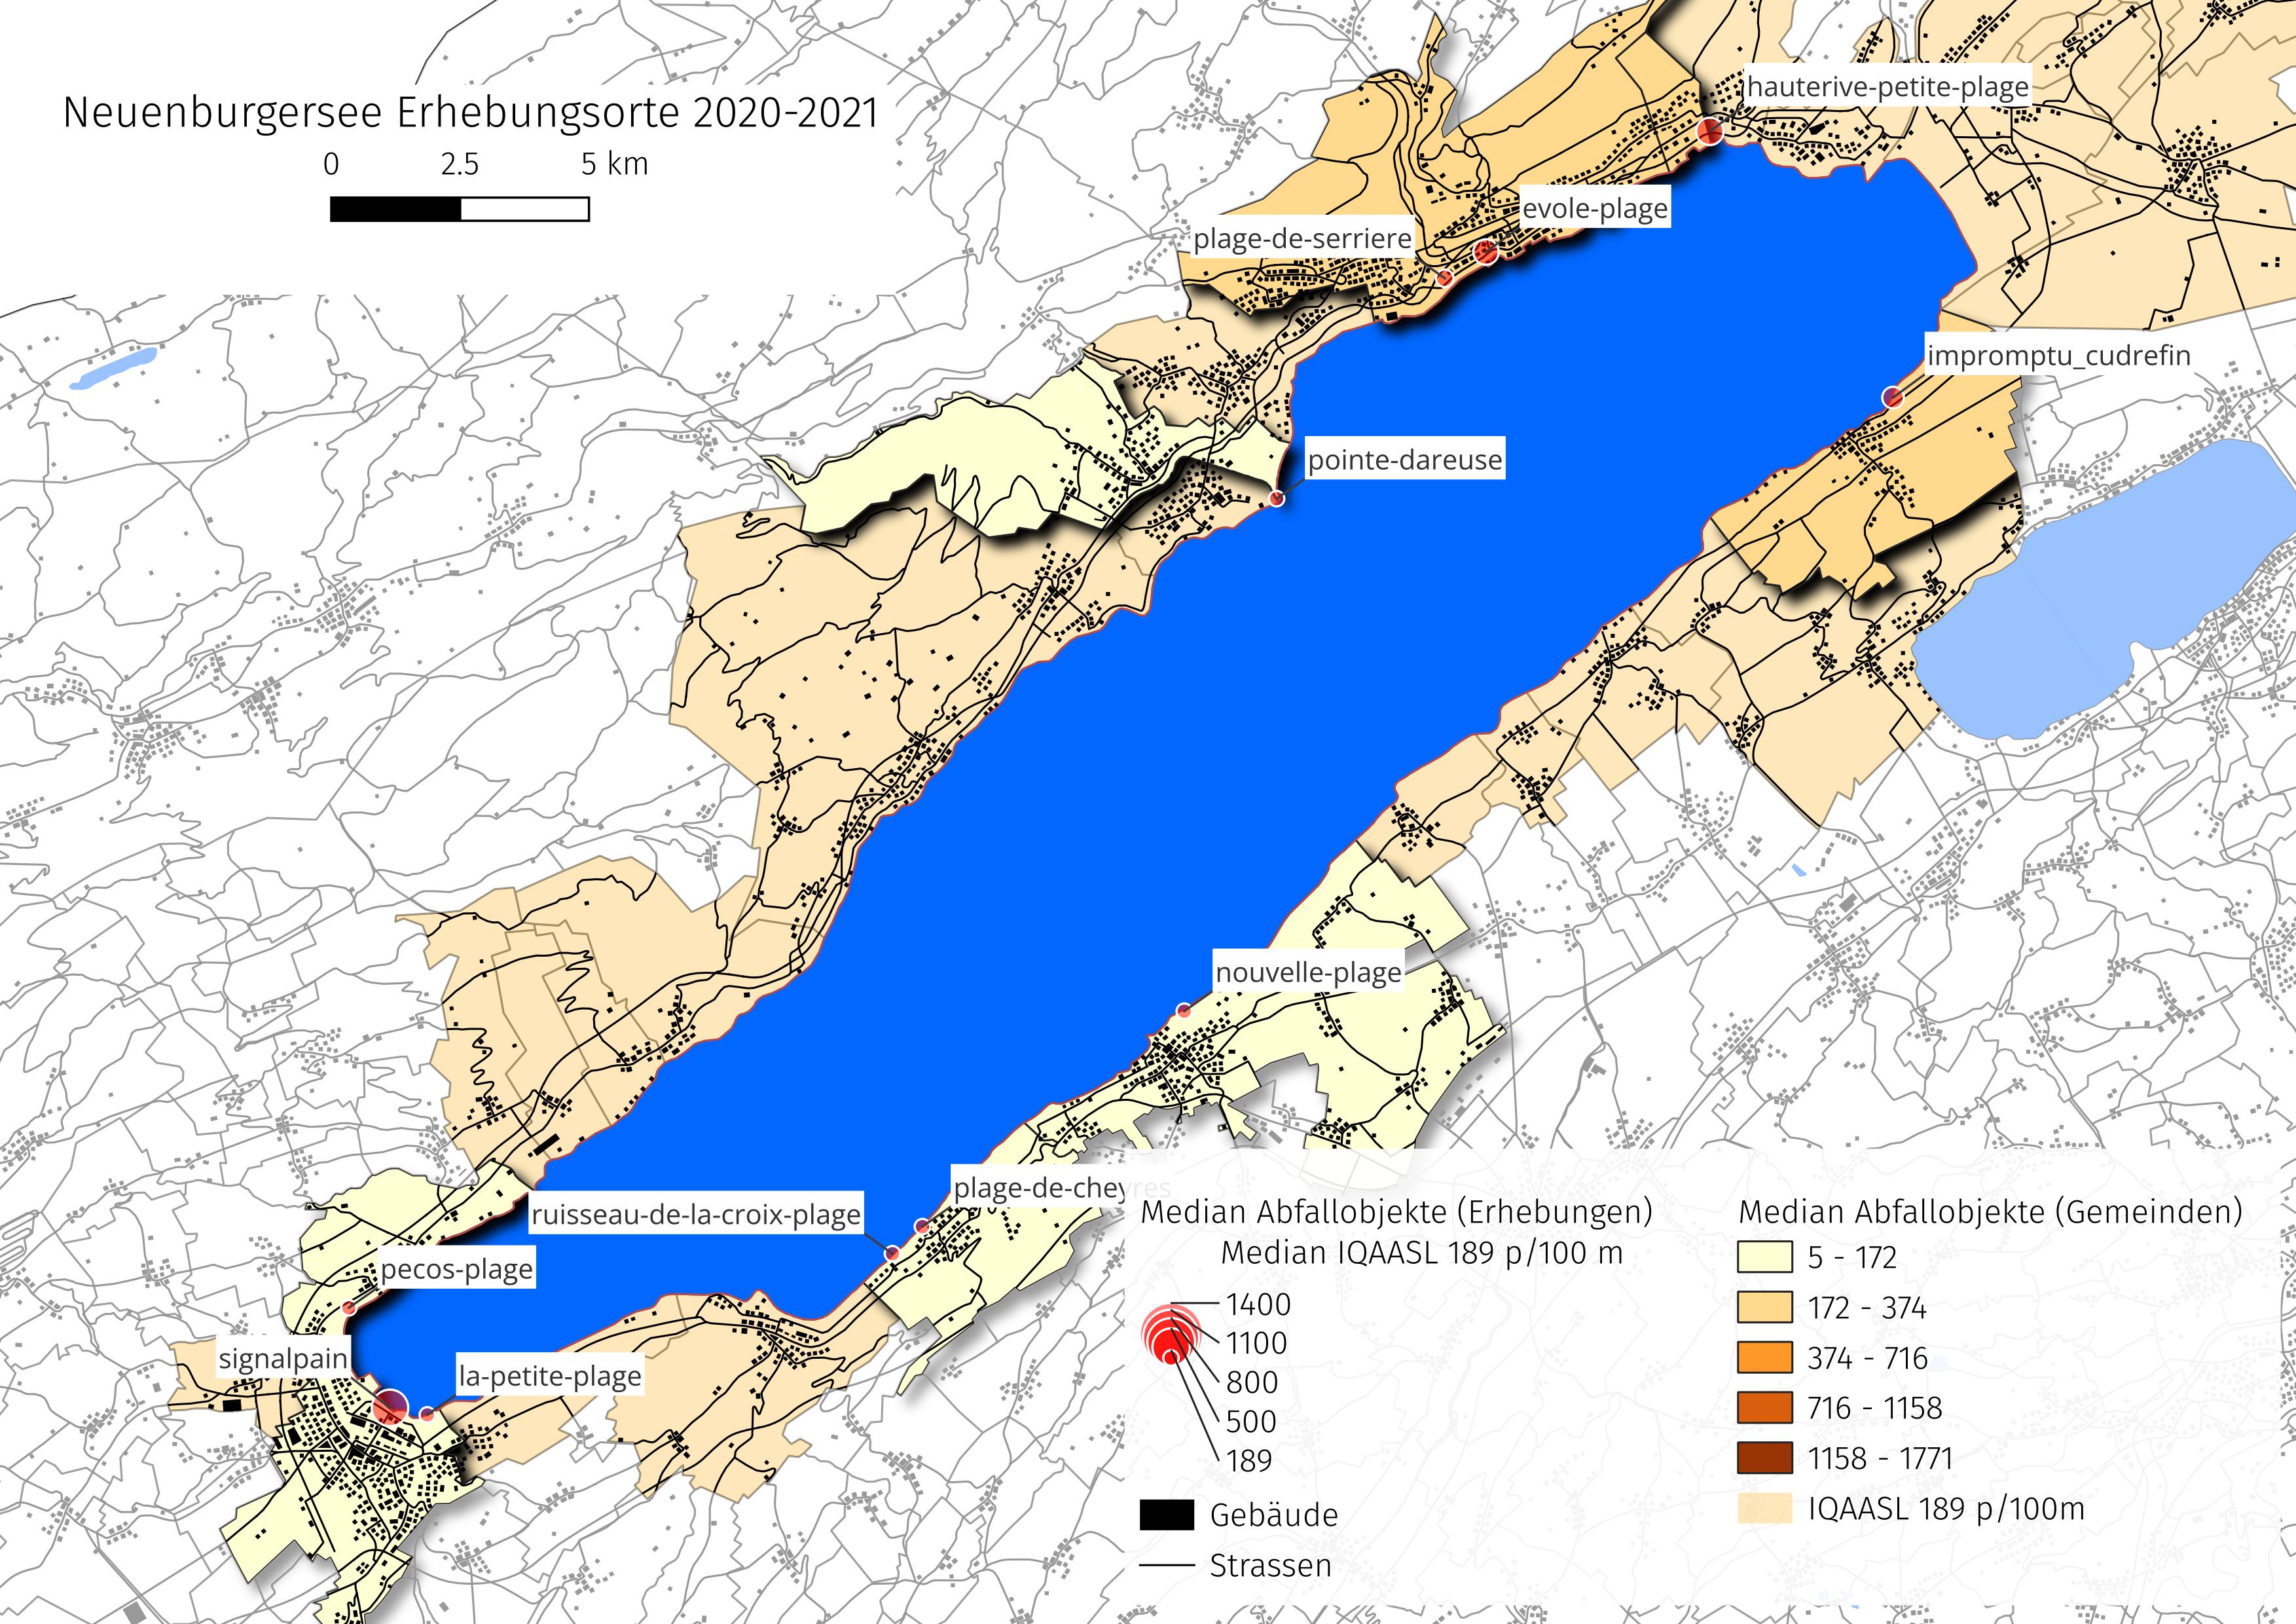 Neuenburgersee Erhebungsorte 2020-2021
0 2.5 5 km
hauterive-petite-plage
evole-plage
plage-de-serriere
impromptu_cudrefin
pointe-dareuse
nouvelle-plage
plage-de-cheyres
ruisseau-de-la-croix-plage
pecos-plage
signalpain
la-petite-plage
Median Abfallobjekte (Erhebungen)
Median IQAASL 189 p/100 m
1400
1100
800
500
189
Gebäude
Strassen
Median Abfallobjekte (Gemeinden)
5 - 172
172 - 374
374 - 716
716 - 1158
1158 - 1771
IQAASL 189 p/100m